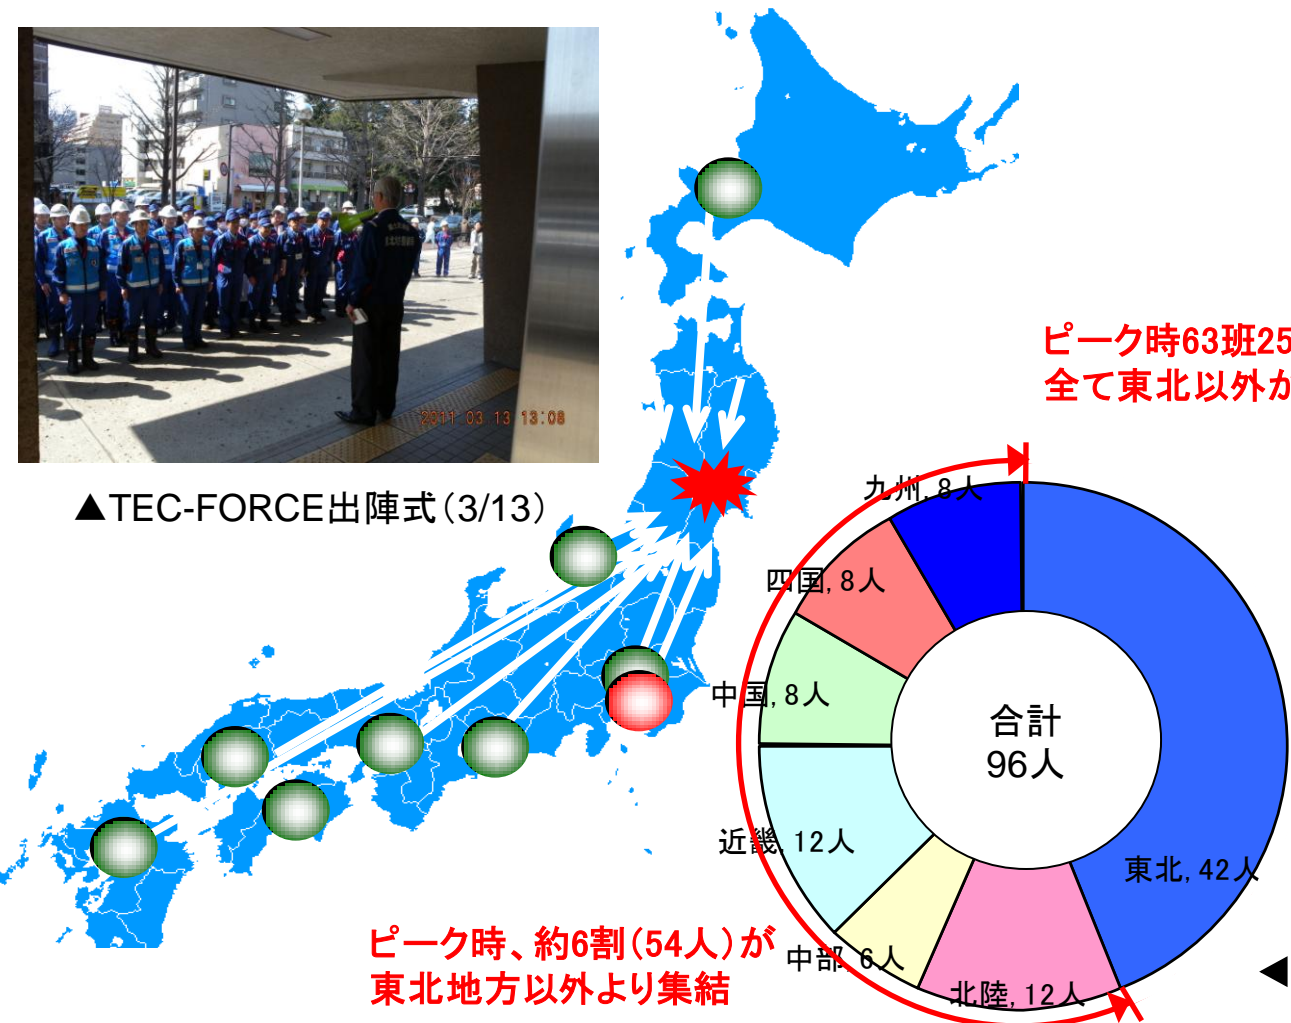 2011 03 13 13:08
▲TEC-FORCE出陣式(3/13)
ピーク時63班25
全て東北以外か
九州, 8人
四国, 8人
中国, 8人
近畿, 12人
中部, 6人
北陸, 12人
東北, 42人
合計
96人
ピーク時、約6割(54人)が
東北地方以外より集結
◀